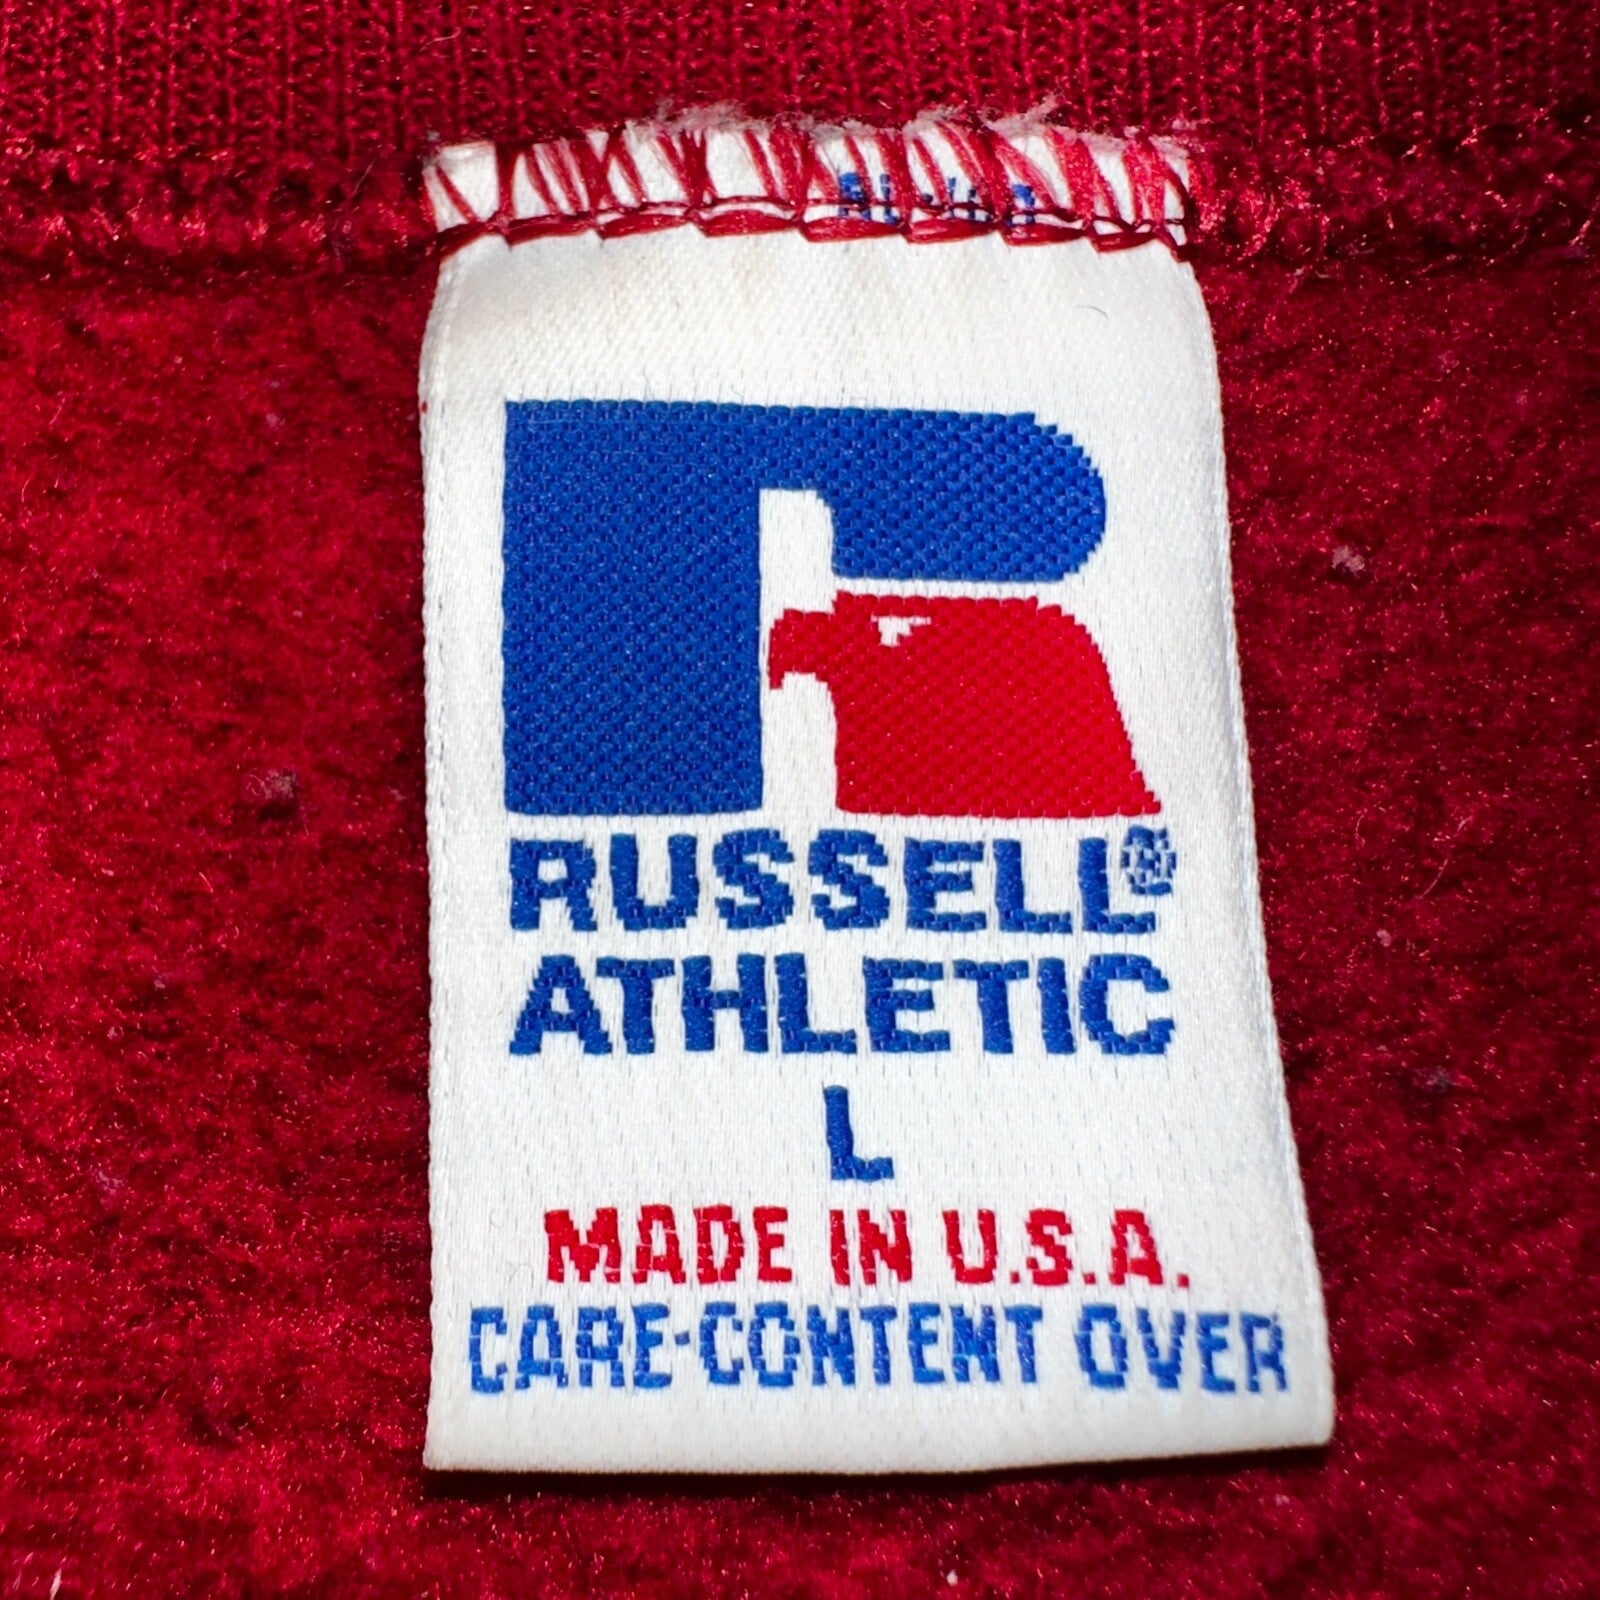 RUSSELL®
ATHLETIC
L
MADE IN U.S.A.
CARE-CONTENT OVER